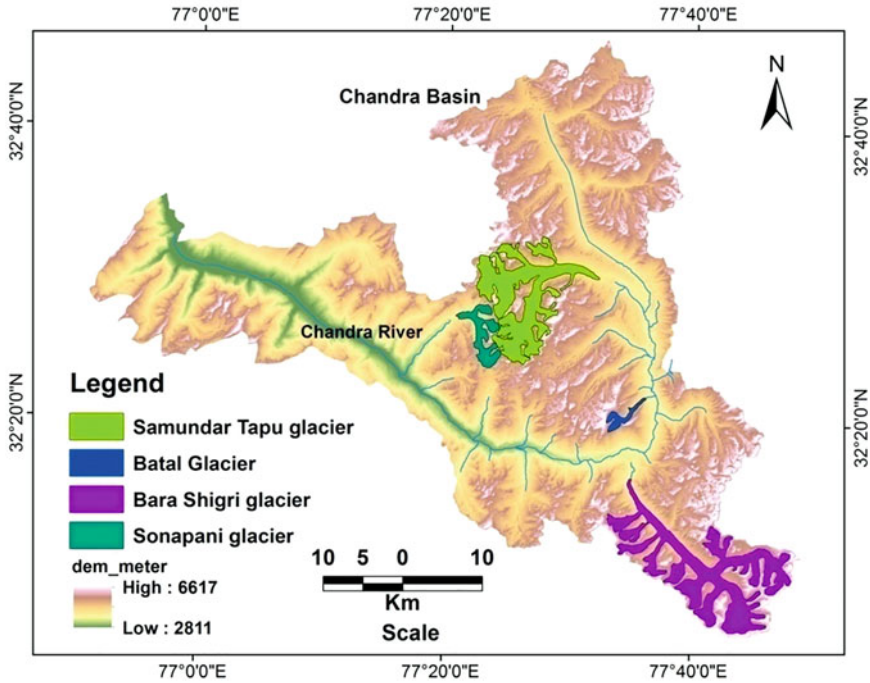 77°0'0"E 77°20'0"E 77°40'0"E
N
Chandra Basin
32°40'0"N 32°40'0"N
Chandra River
Legend
Samundar Tapu glacier
Batal Glacier
Bara Shigri glacier
Sonapani glacier
32°20'0"N 32°20'0"N
dem_meter
High : 6617
Low : 2811
10 5 0 10
Km
Scale
77°0'0"E 77°20'0"E 77°40'0"E